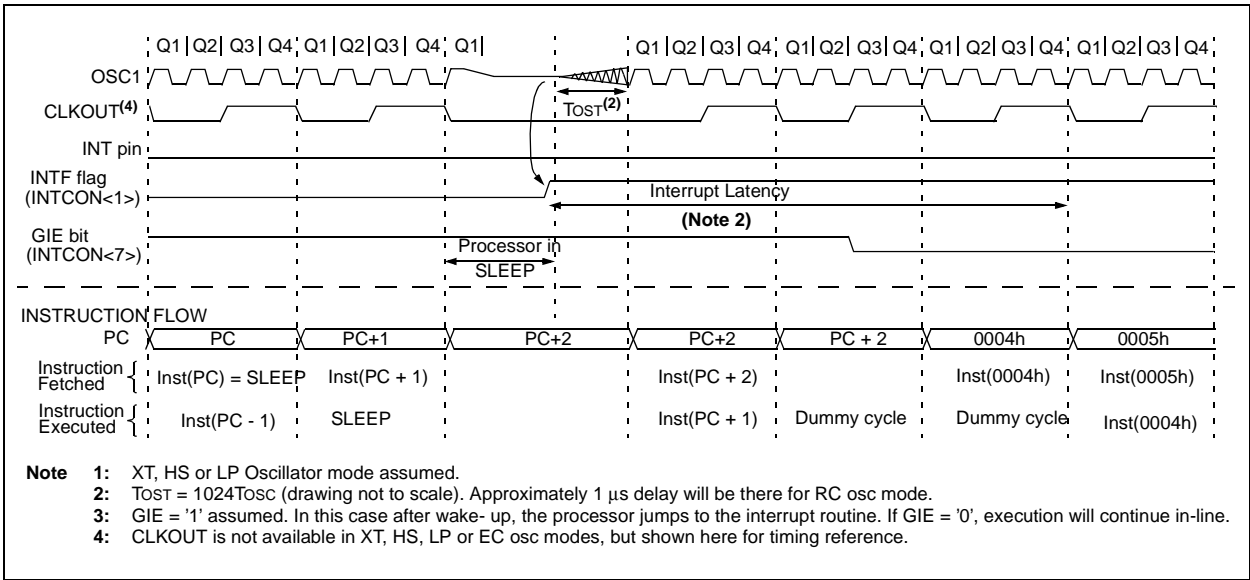 Q1 Q2 Q3 Q4 Q1 Q2 Q3 Q4 Q1 Q1 Q2 Q3 Q4 Q1 Q2 Q3 Q4 Q1 Q2 Q3 Q4 Q1 Q2 Q3 Q4
OSC1
TOST(2)
CLKOUT(4)
INT pin
INTF flag
(INTCON<1>)
Interrupt Latency
(Note 2)
GIE bit
(INTCON<7>)
Processor in
SLEEP
INSTRUCTION FLOW
PC PC PC+1 PC+2 PC+2 PC + 2 0004h 0005h
Instruction
Fetched
Inst(PC) = SLEEP Inst(PC + 1) Inst(PC + 2) Inst(0004h) Inst(0005h)
Instruction
Executed
Inst(PC - 1) SLEEP Inst(PC + 1) Dummy cycle Dummy cycle Inst(0004h)
Note 1: XT, HS or LP Oscillator mode assumed.
2: TOST = 1024TOSC (drawing not to scale). Approximately 1 μs delay will be there for RC osc mode.
3: GIE = '1' assumed. In this case after wake- up, the processor jumps to the interrupt routine. If GIE = '0', execution will continue in-line.
4: CLKOUT is not available in XT, HS, LP or EC osc modes, but shown here for timing reference.